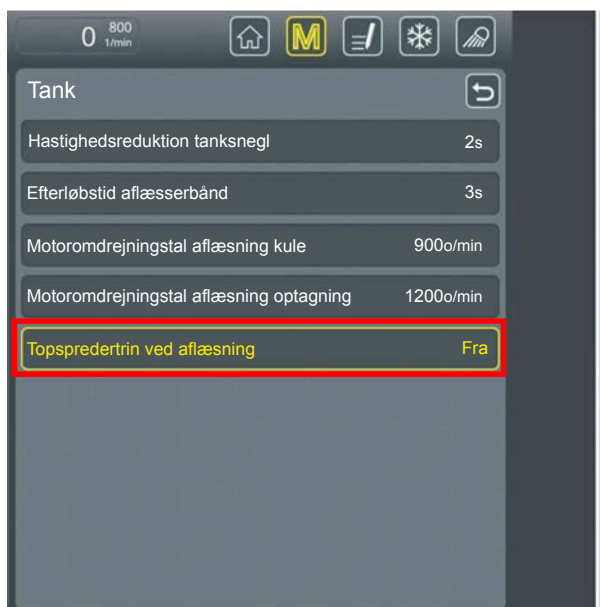 0 800 1/min M
Tank
Hastighedsreduktion tanksnegl 2s
Efterløbstid aflæsserbånd 3s
Motoromdrejningstal aflæsning kule 900o/min
Motoromdrejningstal aflæsning optagning 1200o/min
Topspredertrin ved aflæsning Fra